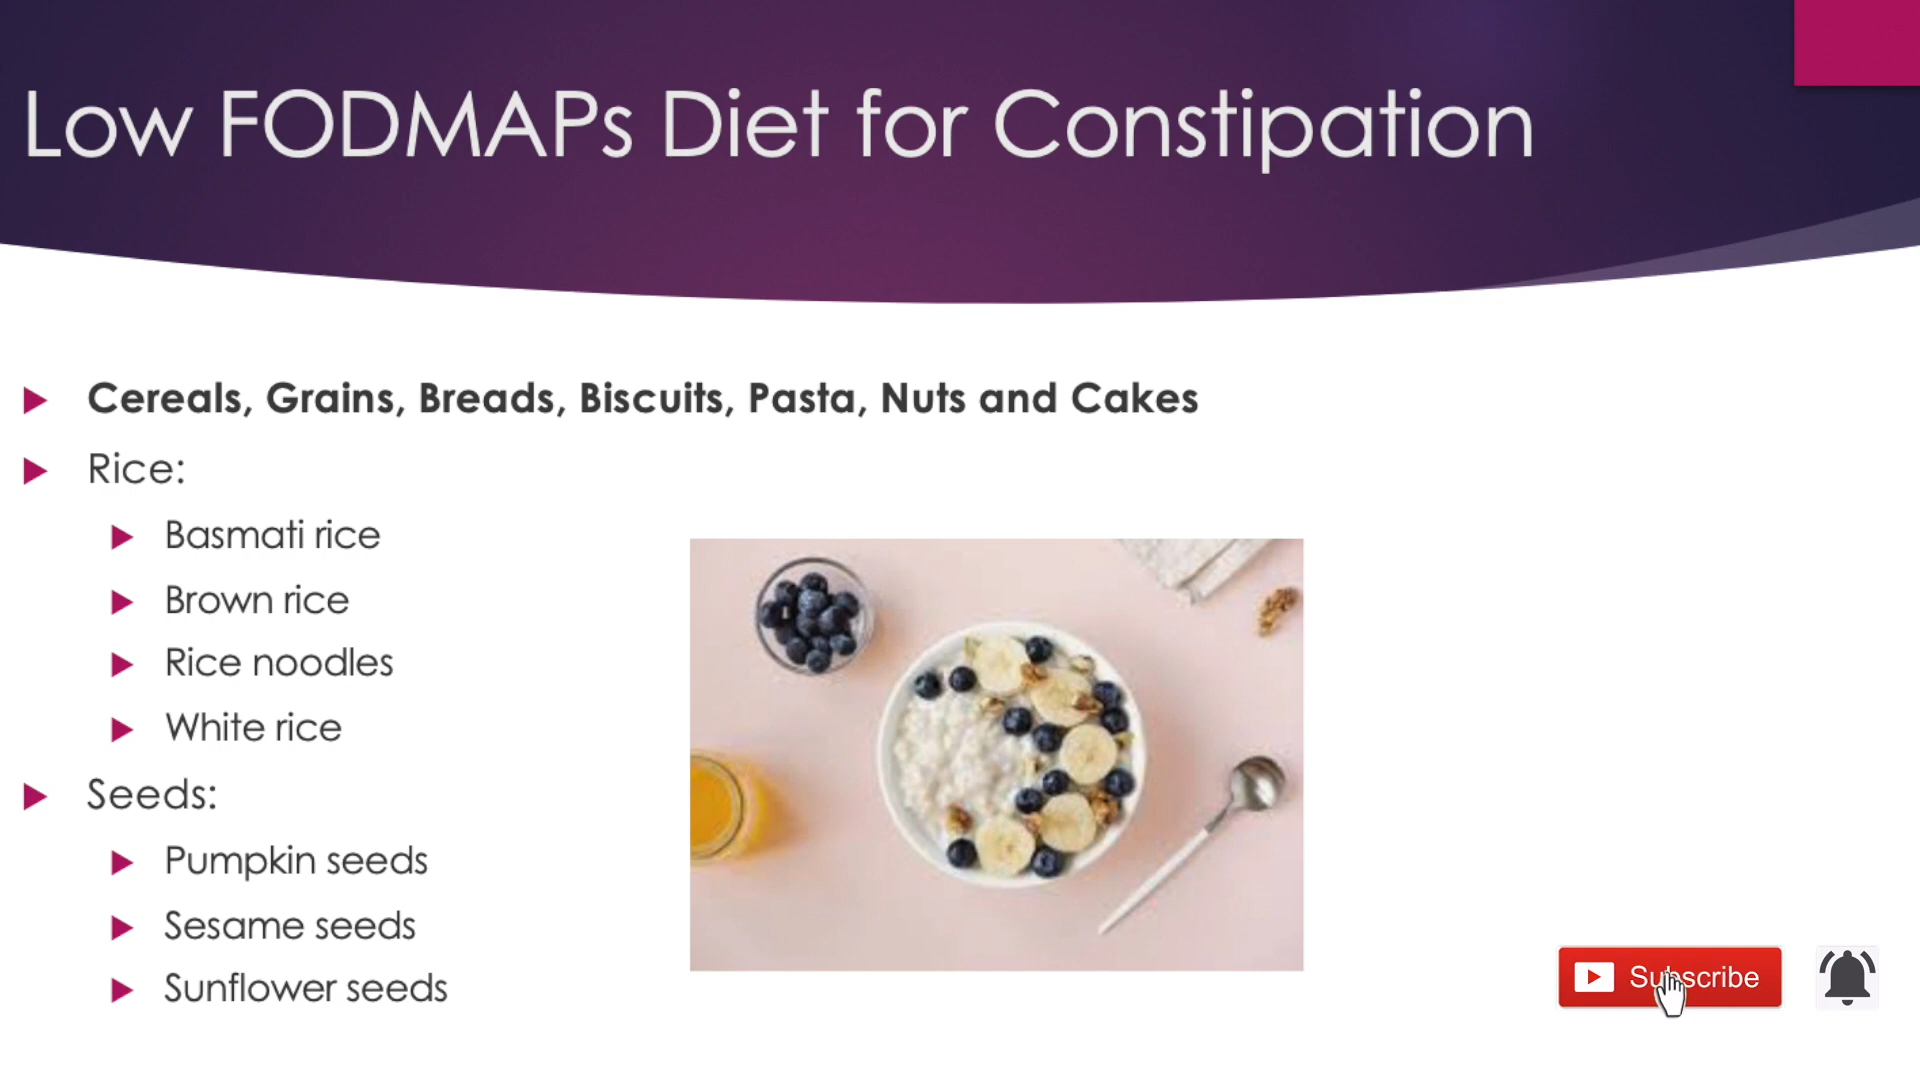 Low FODMAPs Diet for Constipation
Cereals, Grains, Breads, Biscuits, Pasta, Nuts and Cakes
Rice:
Basmati rice
Brown rice
Rice noodles
White rice
Seeds:
Pumpkin seeds
Sesame seeds
Sunflower seeds
Subscribe